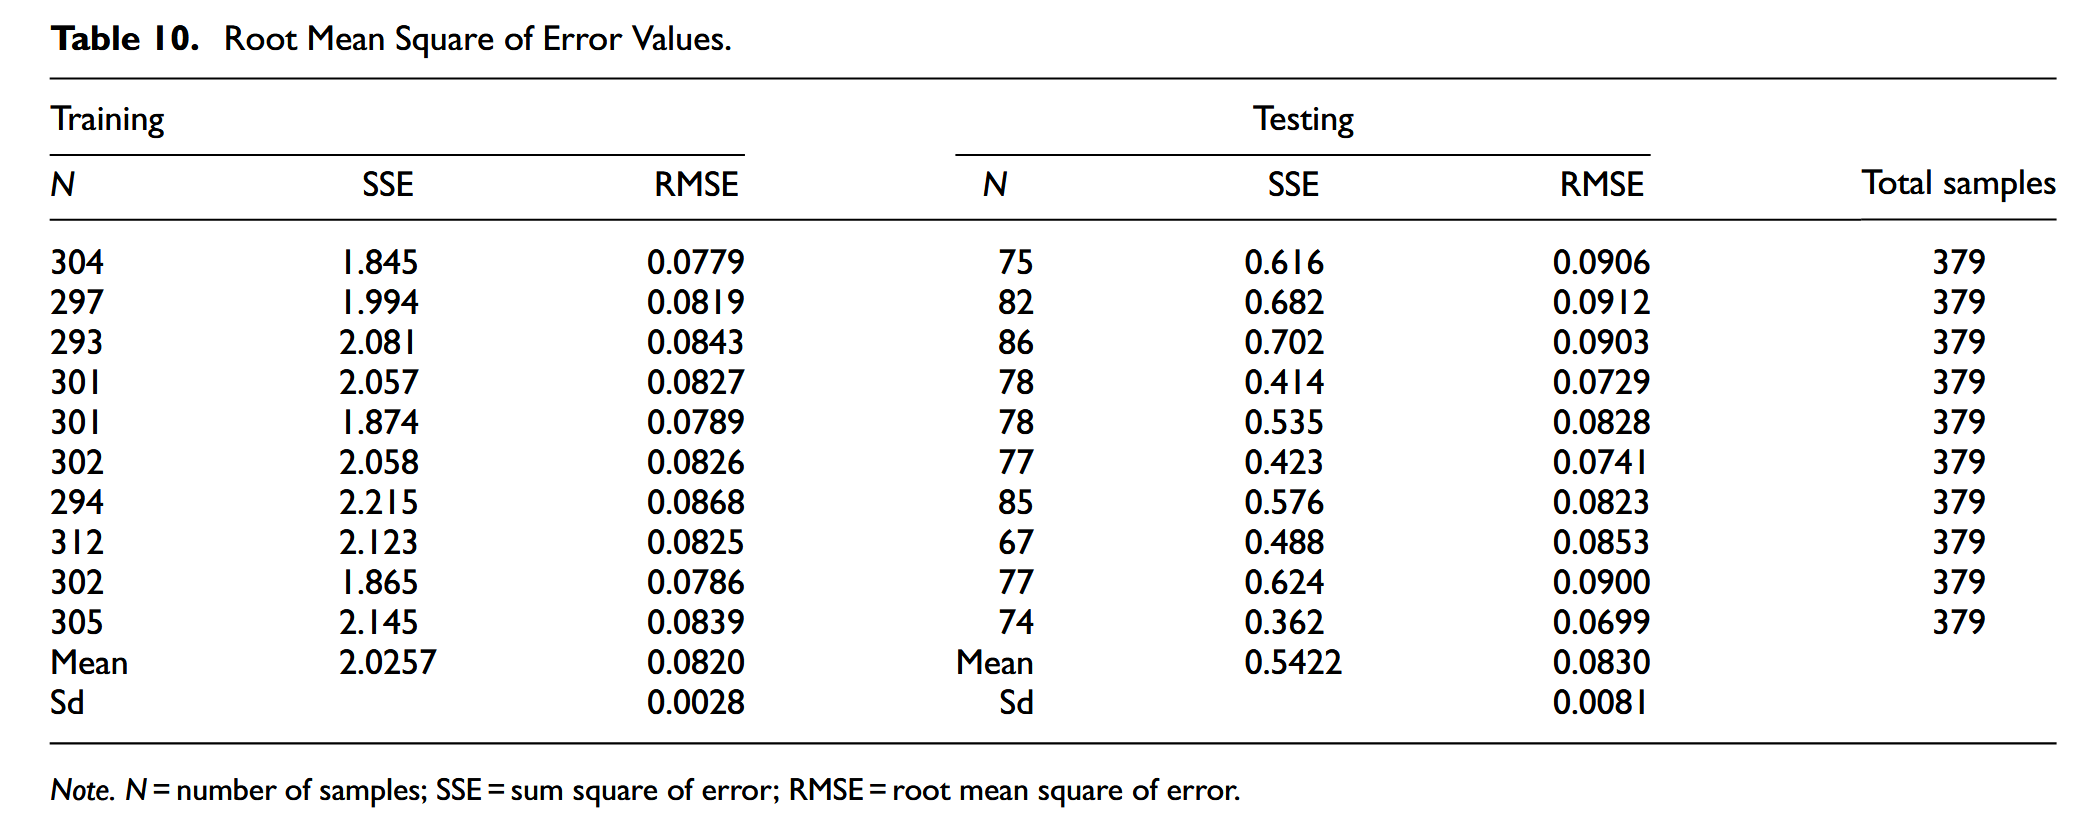 Table 10. Root Mean Square of Error Values.
Training Testing
N SSE RMSE N SSE RMSE Total samples
304 1.845 0.0779 75 0.616 0.0906 379
297 1.994 0.0819 82 0.682 0.0912 379
293 2.081 0.0843 86 0.702 0.0903 379
301 2.057 0.0827 78 0.414 0.0729 379
301 1.874 0.0789 78 0.535 0.0828 379
302 2.058 0.0826 77 0.423 0.0741 379
294 2.215 0.0868 85 0.576 0.0823 379
312 2.123 0.0825 67 0.488 0.0853 379
302 1.865 0.0786 77 0.624 0.0900 379
305 2.145 0.0839 74 0.362 0.0699 379
Mean 2.0257 0.0820 Mean 0.5422 0.0830
Sd 0.0028 Sd 0.0081
Note. N = number of samples; SSE = sum square of error; RMSE = root mean square of error.